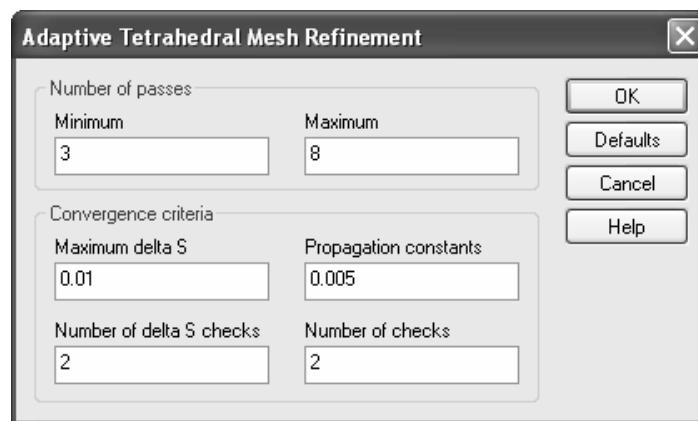 Adaptive Tetrahedral Mesh Refinement
Number of passes
Minimum
Maximum
3
8
Convergence criteria
Maximum delta S
Propagation constants
0.01
0.005
Number of delta S checks
Number of checks
2
2
OK
Defaults
Cancel
Help